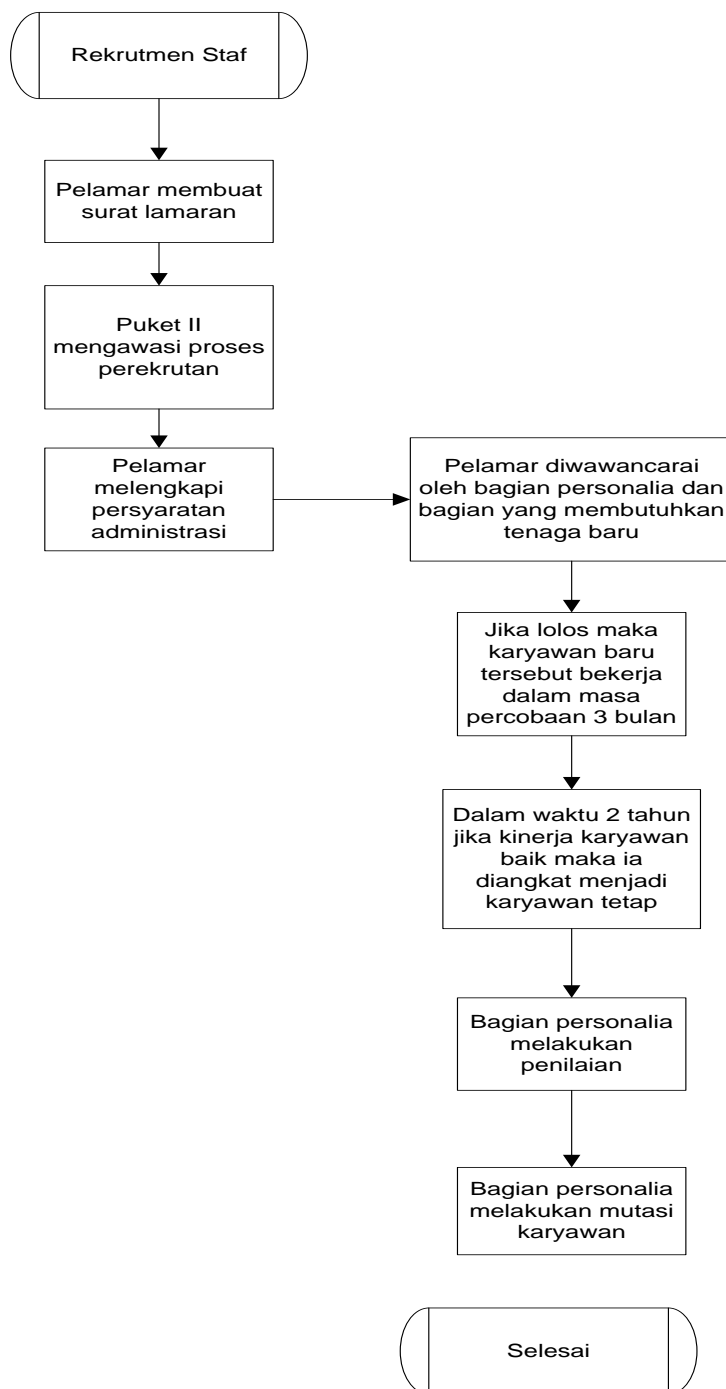 Rekrutmen Staf
Pelamar membuat
surat lamaran
Puket II
mengawasi proses
perekrutan
Pelamar
melengkapi
persyaratan
administrasi
Pelamar diwawancarai
oleh bagian personalia dan
bagian yang membutuhkan
tenaga baru
Jika lolos maka
karyawan baru
tersebut bekerja
dalam masa
percobaan 3 bulan
Dalam waktu 2 tahun
jika kinerja karyawan
baik maka ia
diangkat menjadi
karyawan tetap
Bagian personalia
melakukan
penilaian
Bagian personalia
melakukan mutasi
karyawan
Selesai